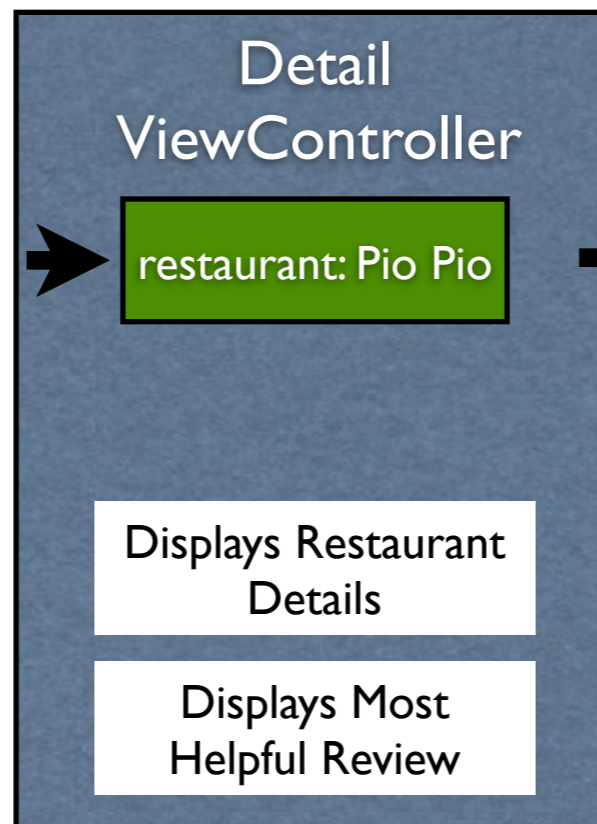 Detail
ViewController
restaurant: Pio Pio
Displays Restaurant
Details
Displays Most
Helpful Review